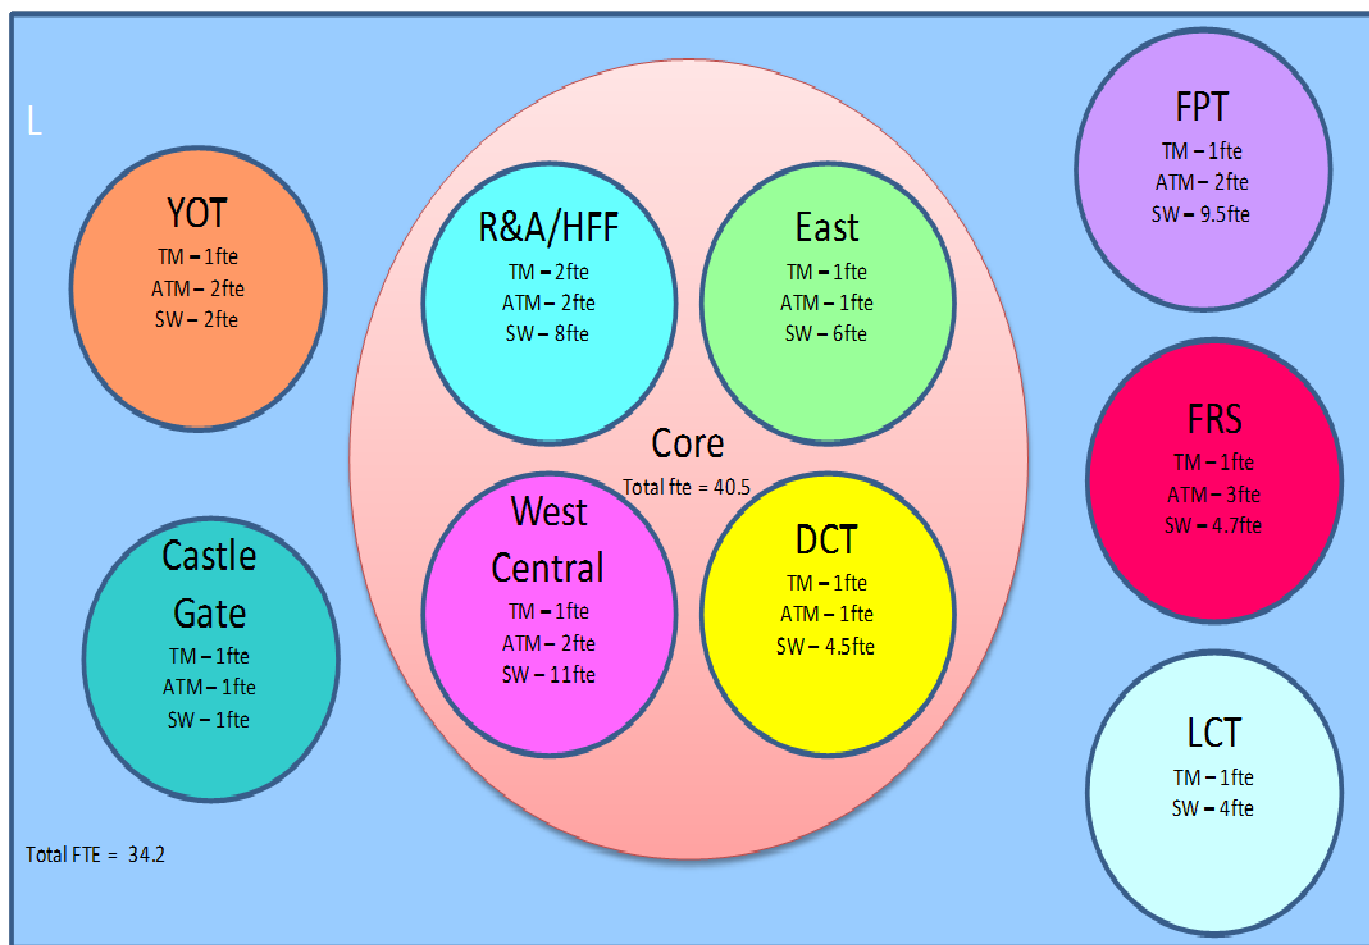 L
YOT
TM – 1fte
ATM – 2fte
SW – 2fte
Castle
Gate
TM – 1fte
ATM – 1fte
SW – 1fte
Total FTE = 34.2
R&A/HFF
TM – 2fte
ATM – 2fte
SW – 8fte
East
TM – 1fte
ATM – 1fte
SW – 6fte
Core
Total fte = 40.5
West
Central
TM – 1fte
ATM – 2fte
SW – 11fte
DCT
TM – 1fte
ATM – 1fte
SW – 4.5fte
FPT
TM – 1fte
ATM – 2fte
SW – 9.5fte
FRS
TM – 1fte
ATM – 3fte
SW – 4.7fte
LCT
TM – 1fte
SW – 4fte